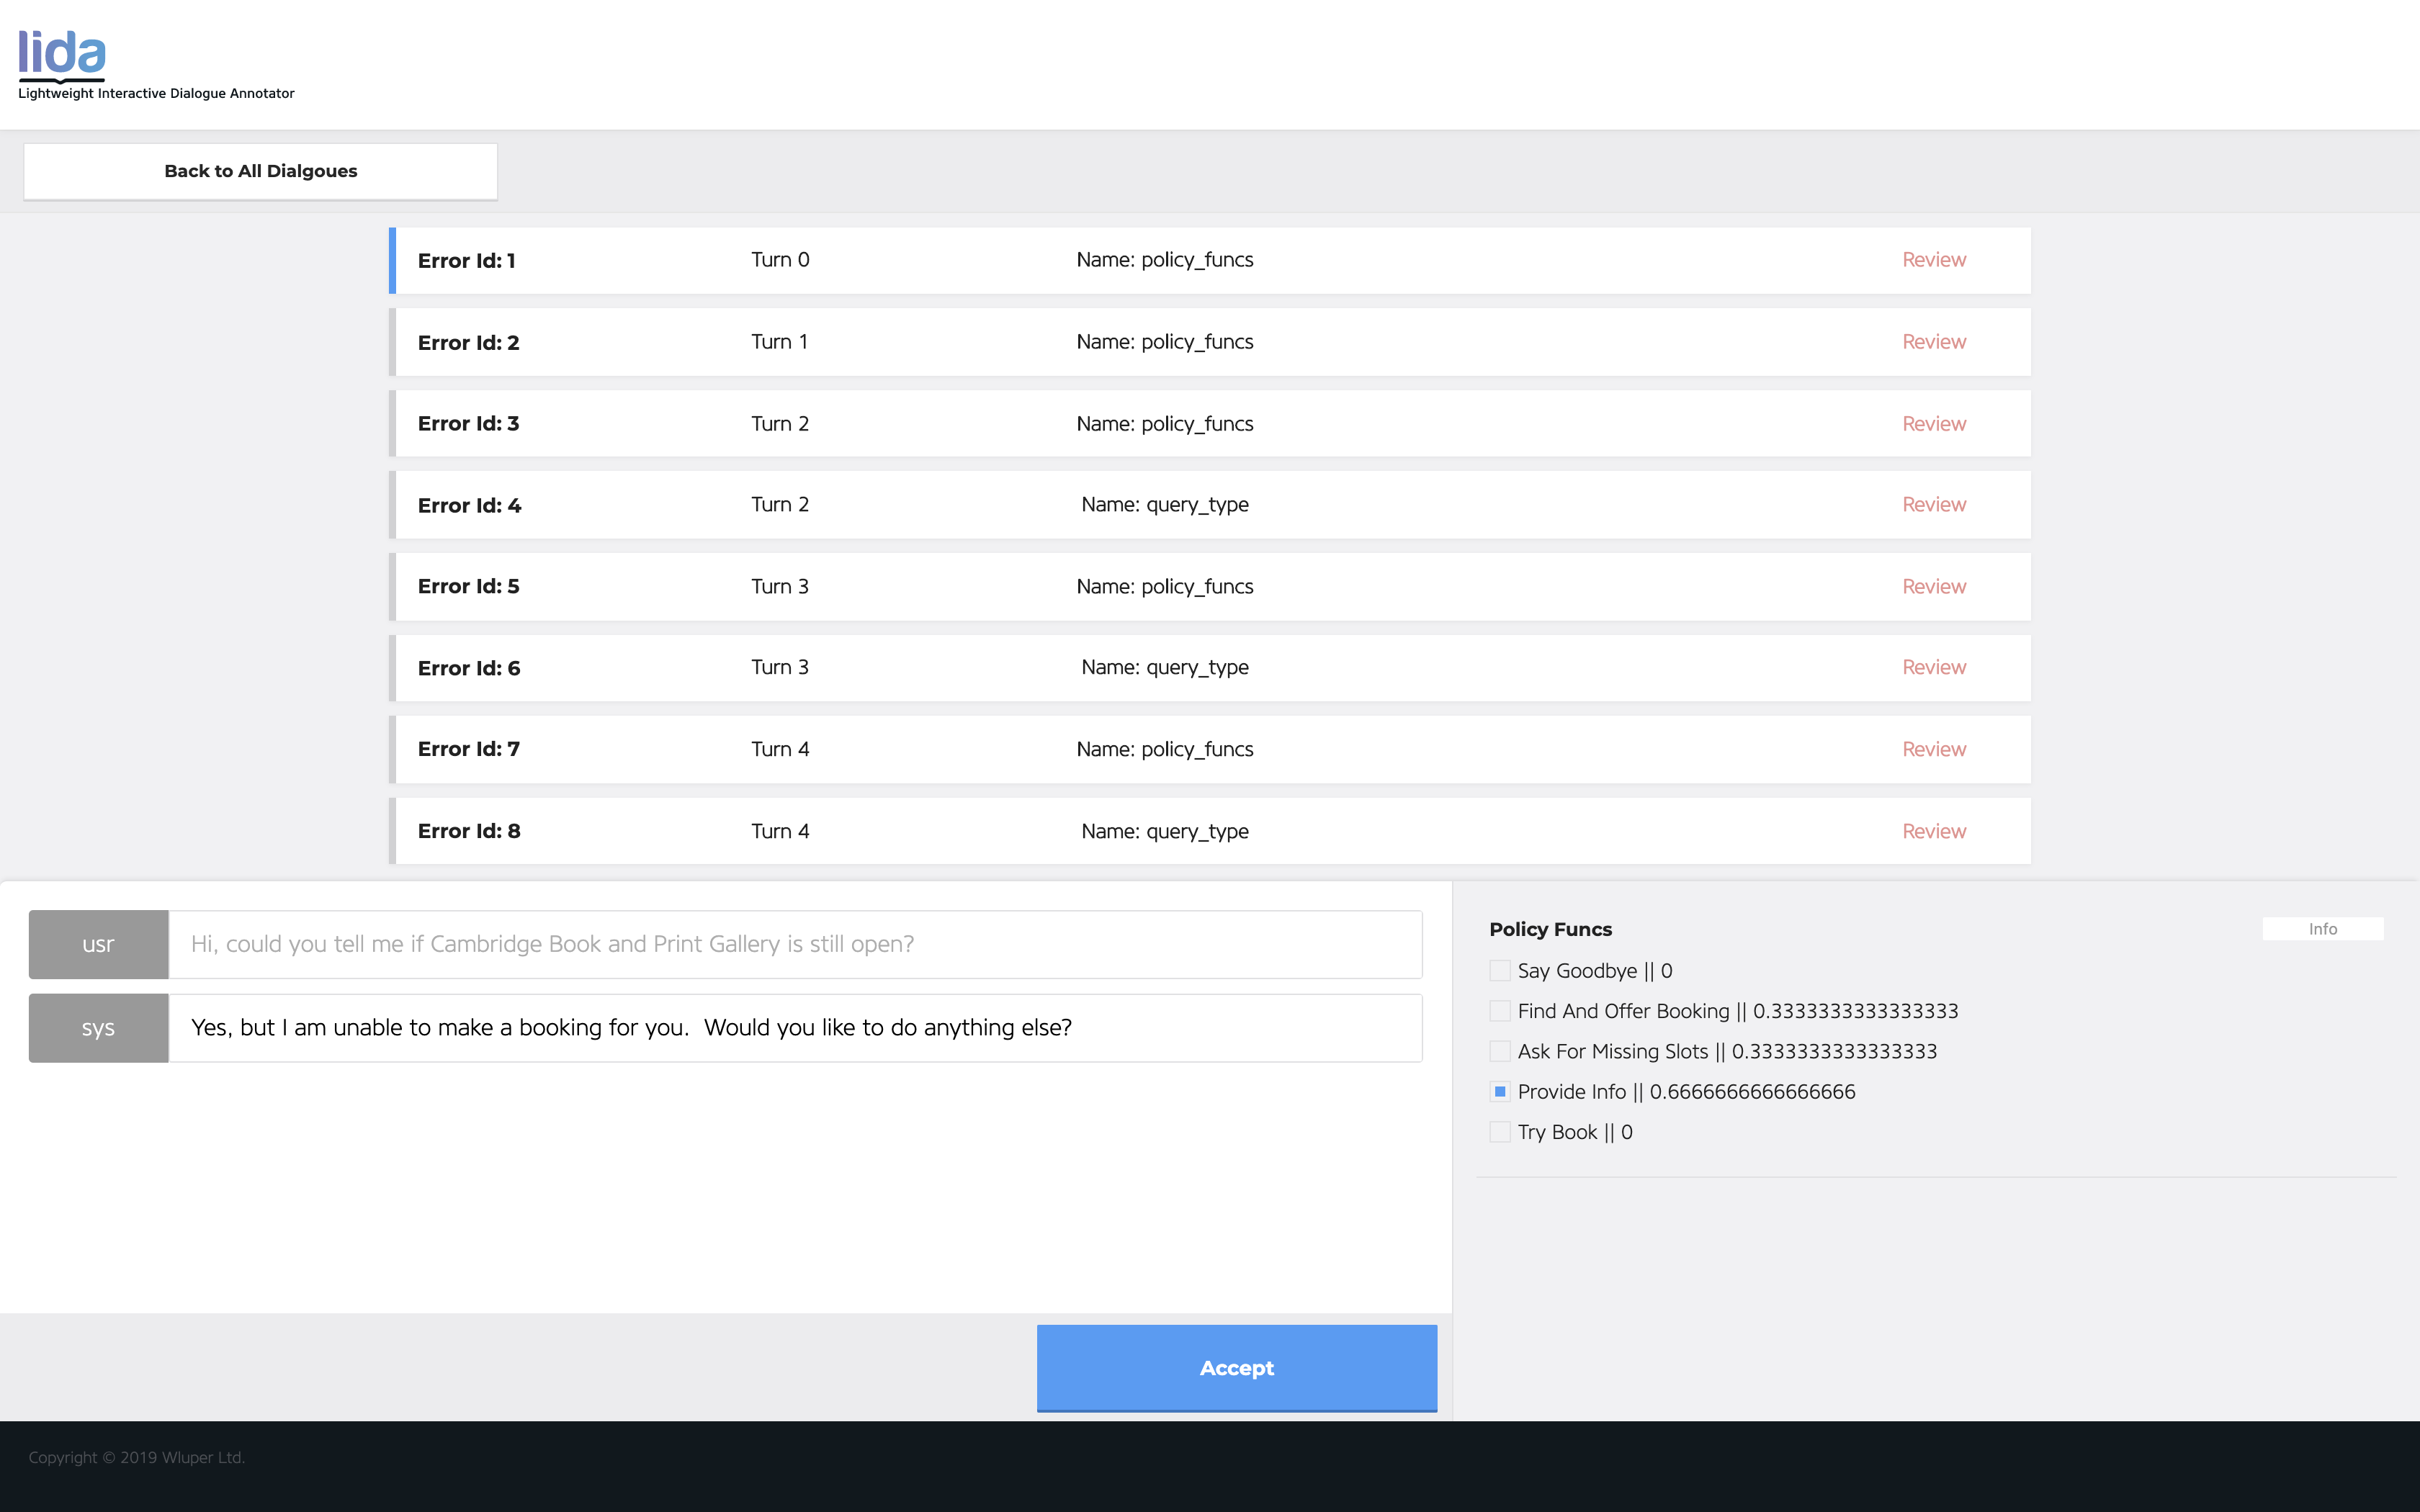 lida
Lightweight Interactive Dialogue Annotator
Back to All Dialgoues
Error Id: 1 Turn 0 Name: policy_funcs Review
Error Id: 2 Turn 1 Name: policy_funcs Review
Error Id: 3 Turn 2 Name: policy_funcs Review
Error Id: 4 Turn 2 Name: query_type Review
Error Id: 5 Turn 3 Name: policy_funcs Review
Error Id: 6 Turn 3 Name: query_type Review
Error Id: 7 Turn 4 Name: policy_funcs Review
Error Id: 8 Turn 4 Name: query_type Review
usr Hi, could you tell me if Cambridge Book and Print Gallery is still open?
sys Yes, but I am unable to make a booking for you.  Would you like to do anything else?
Accept
Policy Funcs Info
Say Goodbye || 0
Find And Offer Booking || 0.3333333333333333
Ask For Missing Slots || 0.3333333333333333
Provide Info || 0.6666666666666666
Try Book || 0
Copyright © 2019 Wluper Ltd.